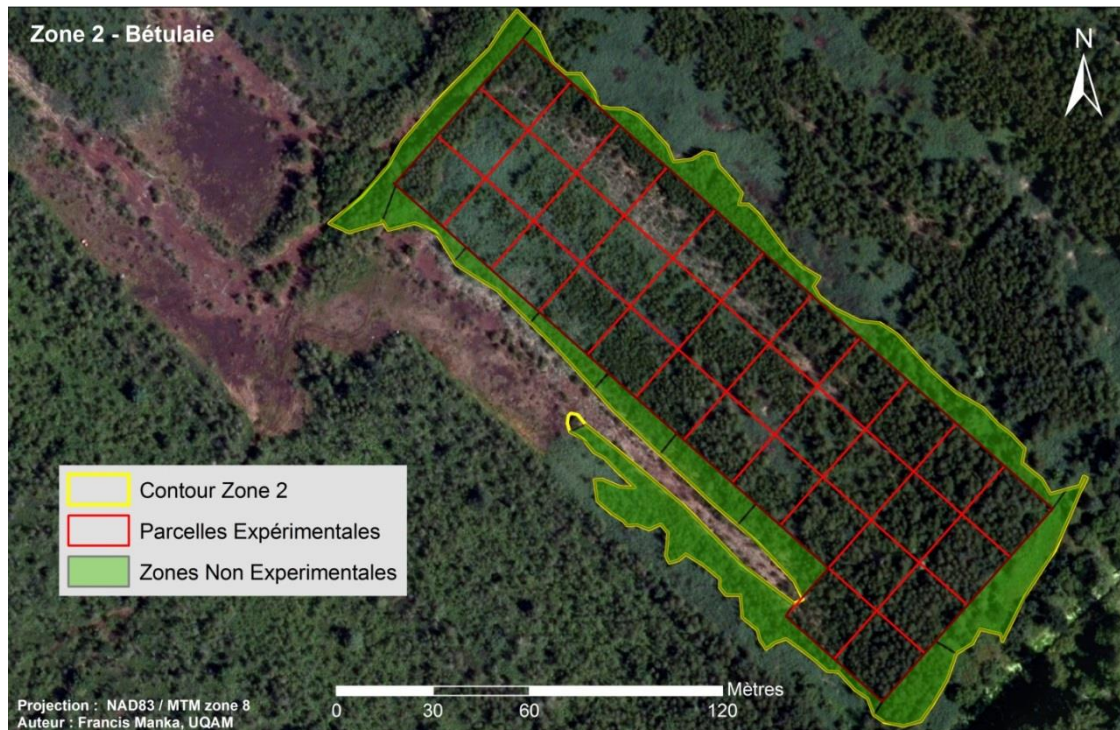 Zone 2 - Bétulaie
N
Contour Zone 2
Parcelles Expérimentales
Zones Non Experimentales
Mètres
0 30 60 120
Projection : NAD83 / MTM zone 8
Auteur : Francis Manka, UQAM